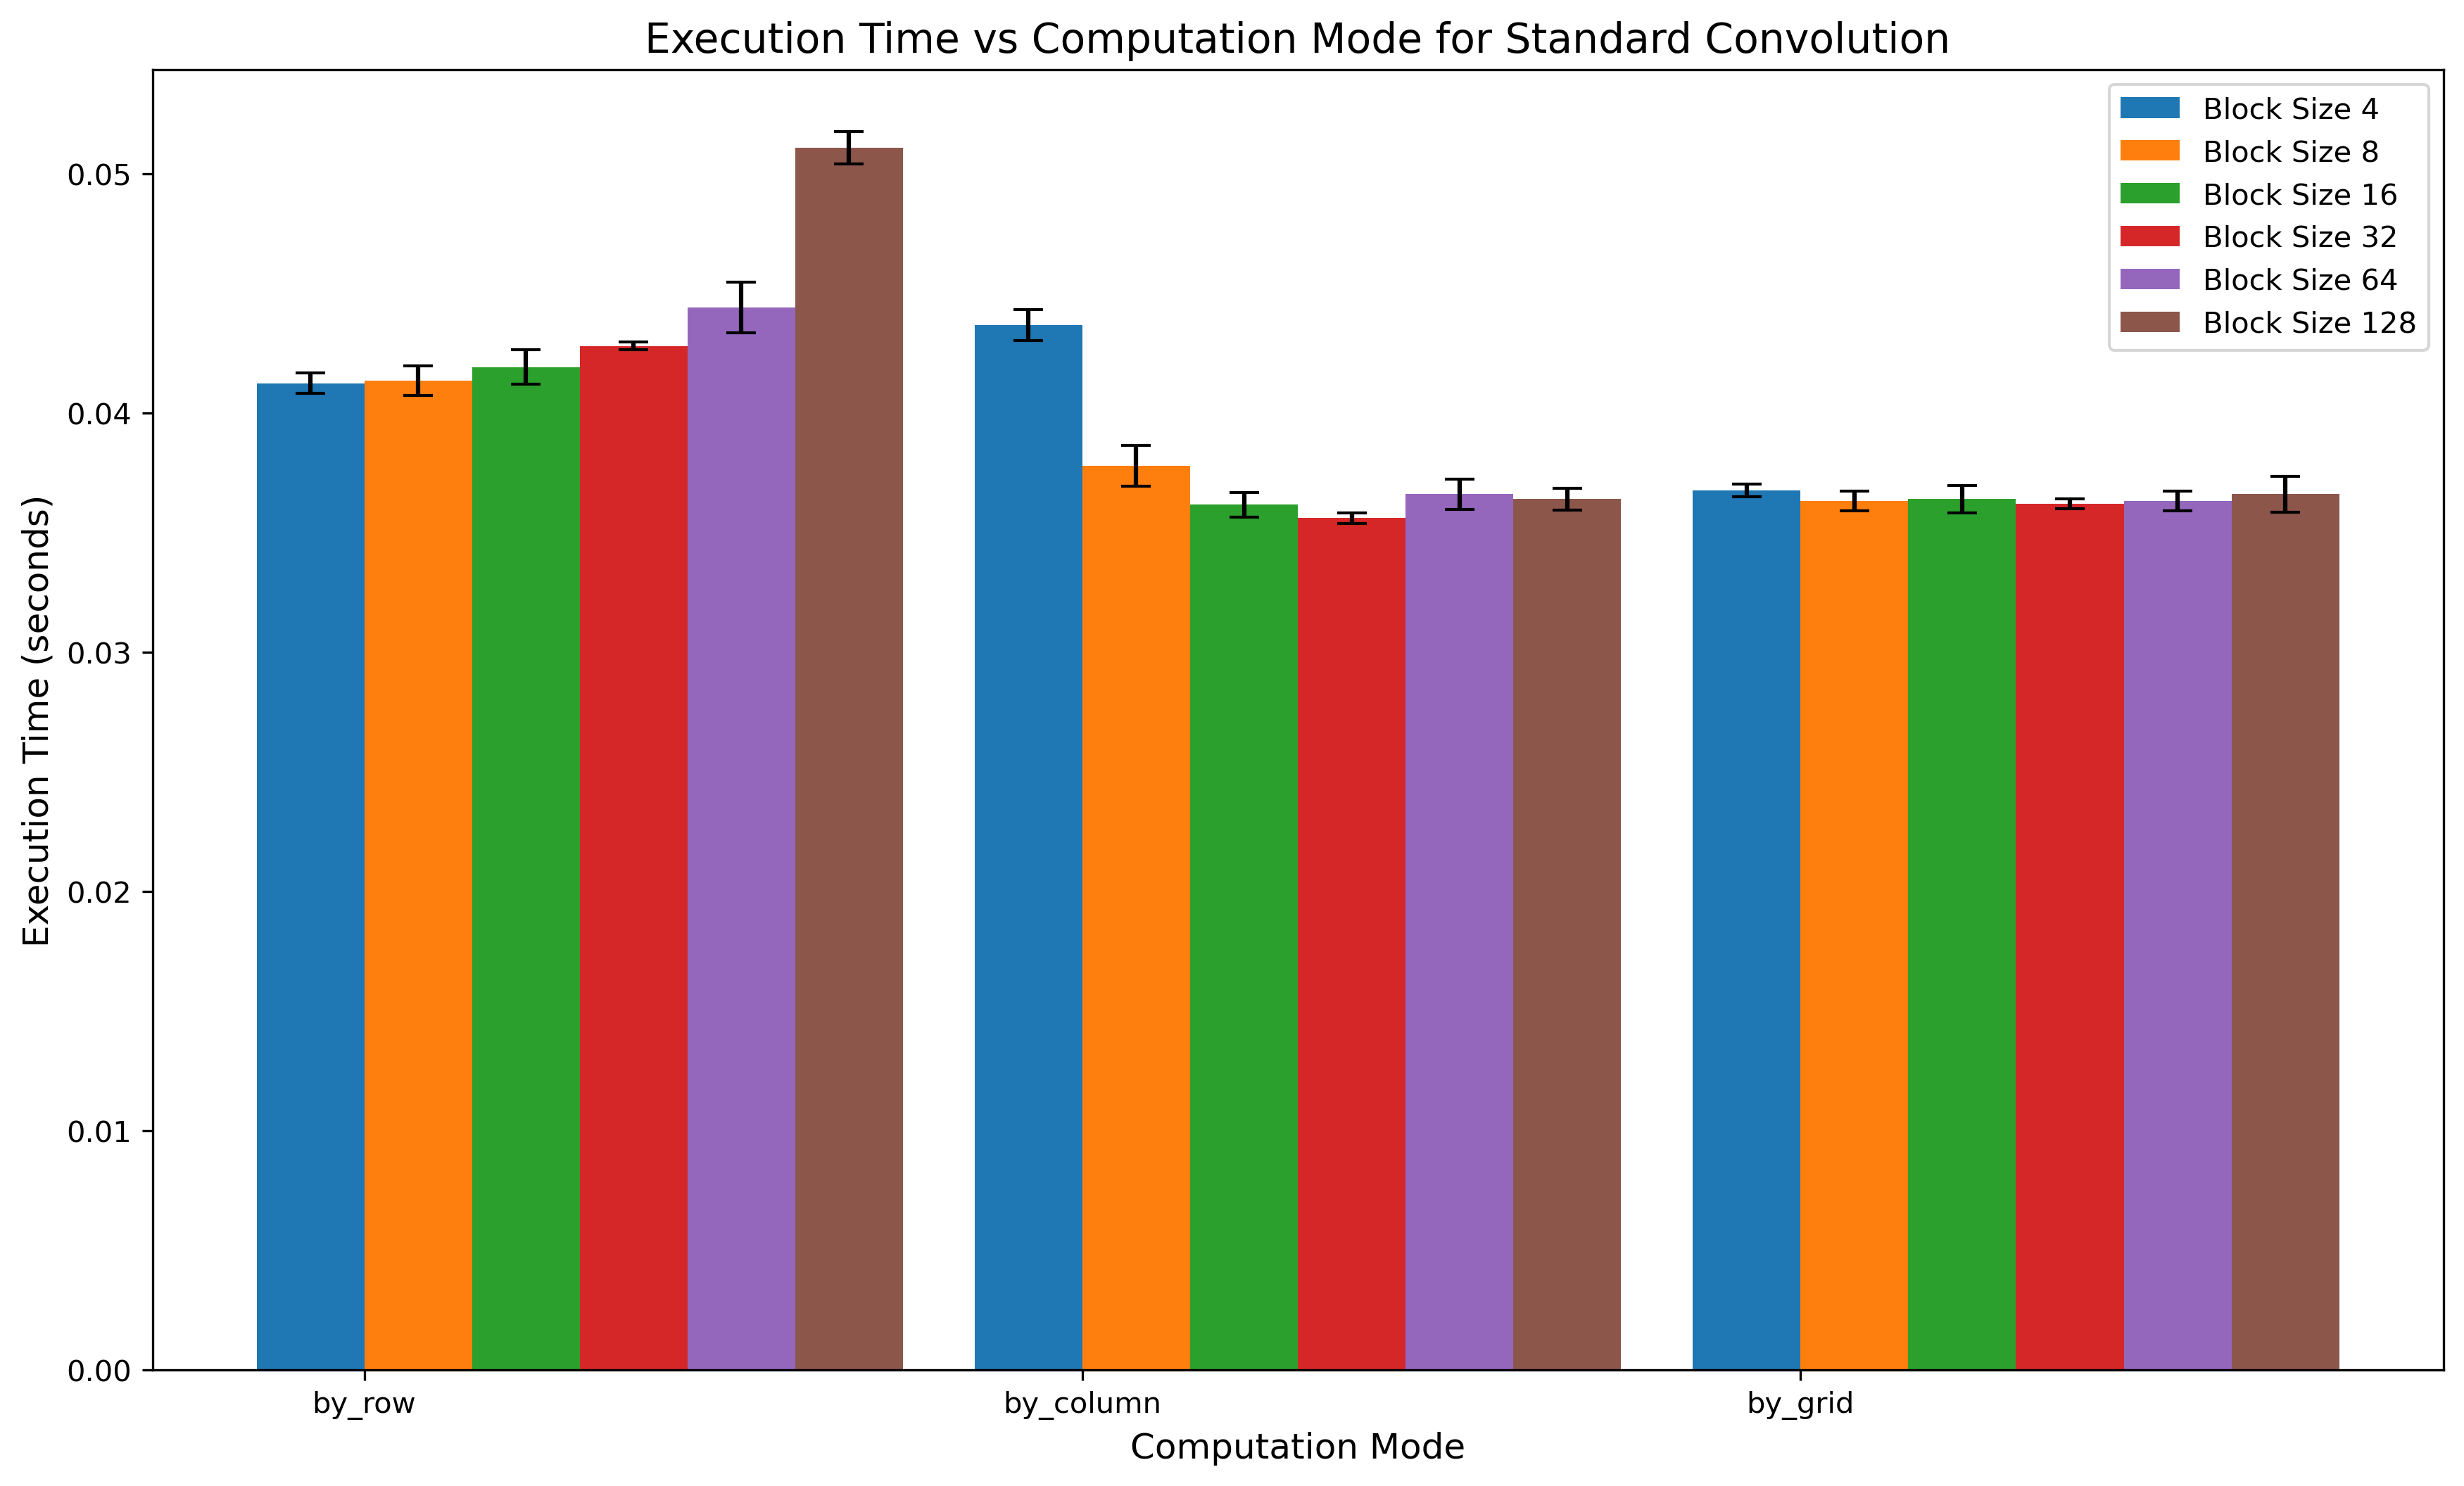 Execution Time vs Computation Mode for Standard Convolution
Block Size 4
Block Size 8
Block Size 16
Block Size 32
Block Size 64
Block Size 128
Execution Time (seconds)
0.05
0.04
0.03
0.02
0.01
0.00
by_row
by_column
by_grid
Computation Mode